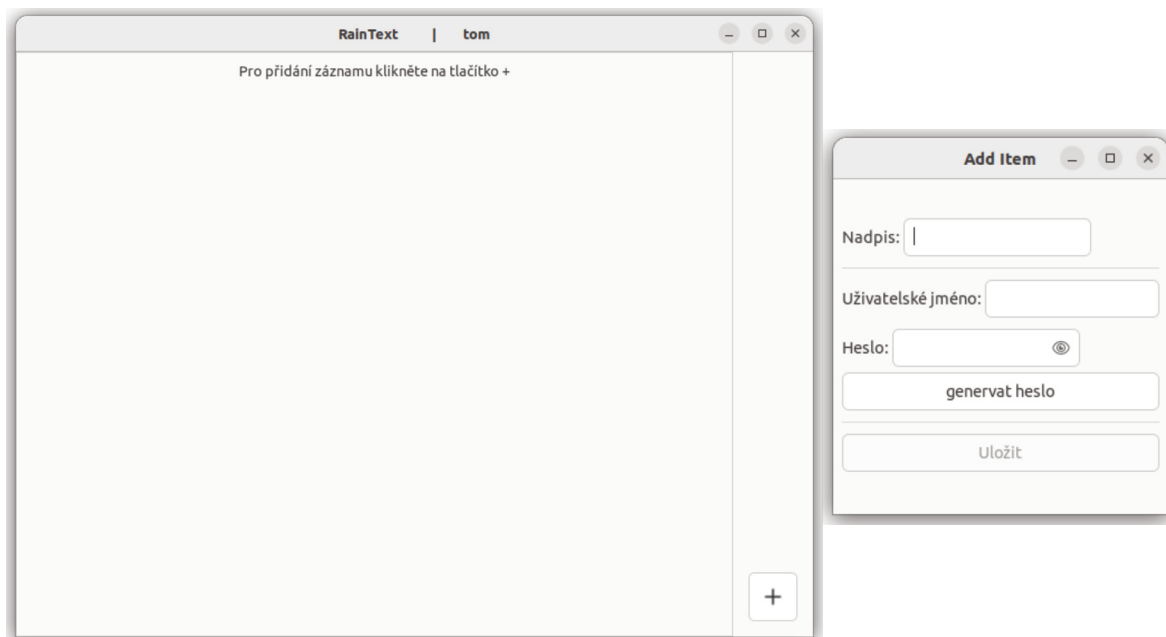 RainText | tom
Pro přidání záznamu klikněte na tlačítko +
+
Add Item
Nadpis:
Uživatelské jméno:
Heslo:
genervat heslo
Uložit